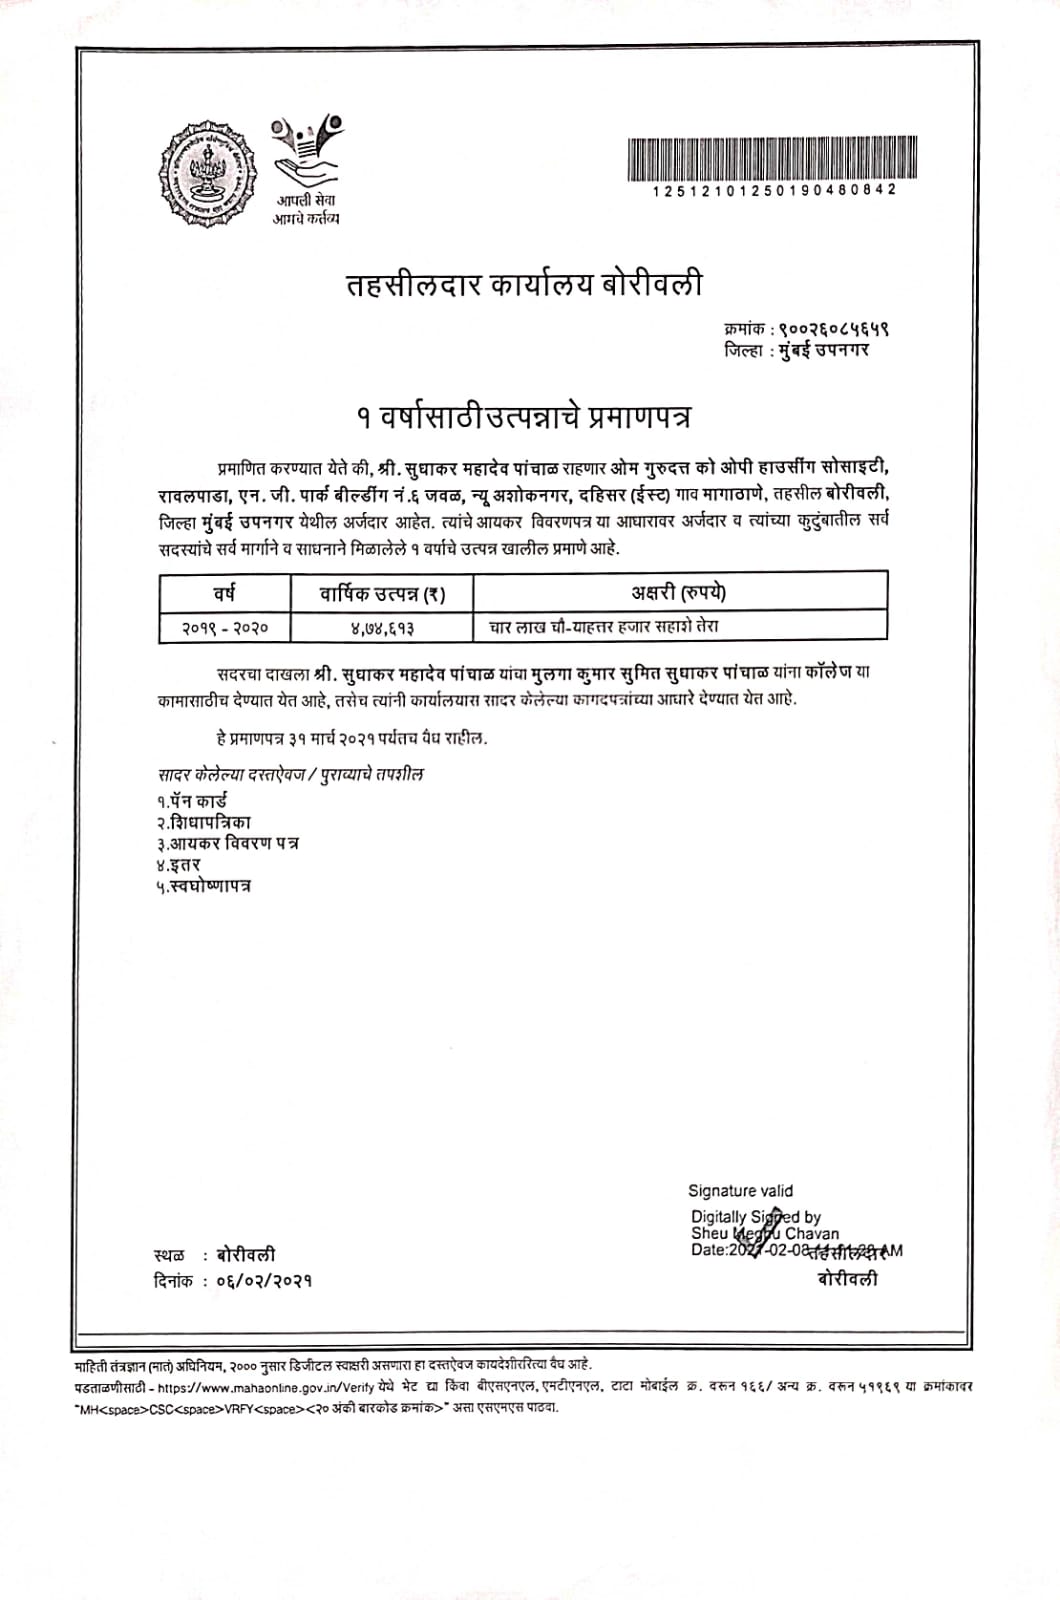 आपली सेवा
आमचे कर्तव्य
12512101250190480842
तहसीलदार कार्यालय बोरीवली
क्रमांक : ९००२६०८५६५९
जिल्हा : मुंबई उपनगर
१ वर्षासाठी उत्पन्नाचे प्रमाणपत्र
प्रमाणित करण्यात येते की, श्री. सुधाकर महादेव पांचाळ राहणार ओम गुरुदत्त को ओपी हाउसींग सोसाइटी,
रावलपाडा, एन. जी. पार्क बील्डींग नं.६ जवळ, न्यू अशोकनगर, दहिसर (ईस्ट) गाव मागाठाणे, तहसील बोरीवली,
जिल्हा मुंबई उपनगर येथील अर्जदार आहेत. त्यांचे आयकर विवरणपत्र या आधारावर अर्जदार व त्यांच्या कुटुंबातील सर्व
सदस्यांचे सर्व मार्गाने व साधनाने मिळालेले १ वर्षाचे उत्पन्न खालील प्रमाणे आहे.
वर्ष वार्षिक उत्पन्न (₹) अक्षरी (रुपये)
२०१९ - २०२० ४,७४,६१३ चार लाख चौ-याहत्तर हजार सहाशे तेरा
सदरचा दाखला श्री. सुधाकर महादेव पांचाळ यांचा मुलगा कुमार सुमित सुधाकर पांचाळ यांना कॉलेज या
कामासाठीच देण्यात येत आहे, तसेच त्यांनी कार्यालयास सादर केलेल्या कागदपत्रांच्या आधारे देण्यात येत आहे.
हे प्रमाणपत्र ३१ मार्च २०२१ पर्यंतच वैध राहील.
सादर केलेल्या दस्तऐवज / पुराव्याचे तपशील
१.पॅन कार्ड
२.शिधापत्रिका
३.आयकर विवरण पत्र
४.इतर
५.स्वघोष्णापत्र
Signature valid
Digitally Signed by
Sheu Meghu Chavan
Date:2021-02-08 AM
तहसीलदार
स्थळ : बोरीवली
दिनांक : ०६/०२/२०२१
बोरीवली
माहिती तंत्रज्ञान (मातं) अधिनियम, २००० नुसार डिजीटल स्वाक्षरी असणारा हा दस्तऐवज कायदेशीररित्या वैध आहे.
पडताळणीसाठी - https://www.mahaonline.gov.in/Verify येथे भेट द्या किंवा बीएसएनएल, एमटीएनएल, टाटा मोबाईल क्र. वरून १६६/ अन्य क्र. वरून ५१९६९ या क्रमांकावर
"MH<space>CSC<space>VRFY<space><२० अंकी बारकोड क्रमांक>" असा एसएमएस पाठवा.